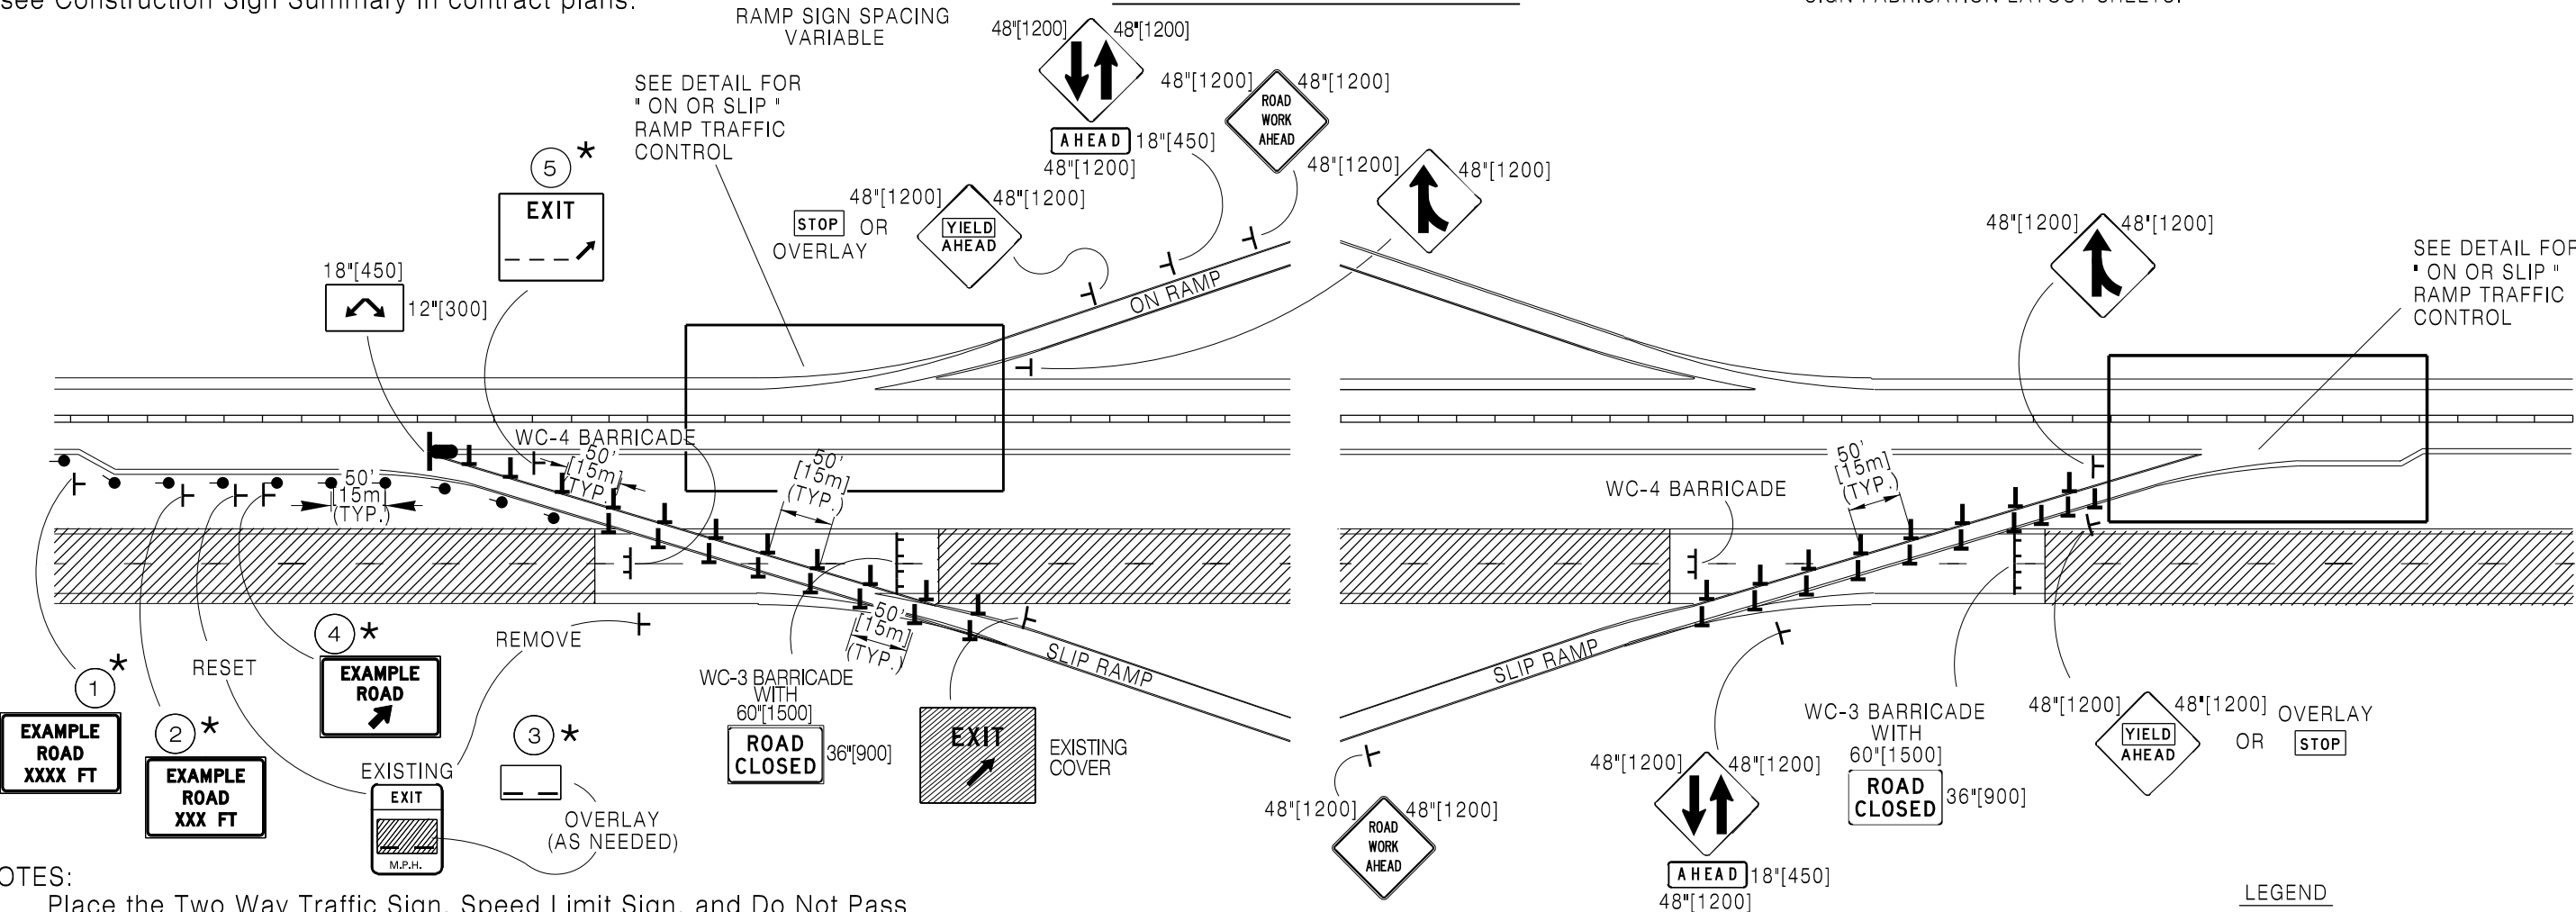 see Construction Sign Summary in contract plans.
RAMP SIGN SPACING
VARIABLE
SEE DETAIL FOR
" ON OR SLIP "
RAMP TRAFFIC
CONTROL
48"[1200]
48"[1200]
AHEAD
18"[450]
48"[1200]
48"[1200]
48"[1200]
ROAD
WORK
AHEAD
48"[1200]
48"[1200]
5 *
EXIT
STOP
OR
OVERLAY
48"[1200]
48"[1200]
YIELD
AHEAD
18"[450]
12"[300]
ON RAMP
48"[1200]
48"[1200]
SEE DETAIL FOR
" ON OR SLIP "
RAMP TRAFFIC
CONTROL
WC-4 BARRICADE
50'
[15m]
(TYP.)
50'
[15m]
(TYP.)
50'
[15m]
(TYP.)
WC-4 BARRICADE
50'
[15m]
(TYP.)
50'
[15m]
(TYP.)
SLIP RAMP
SLIP RAMP
1 *
EXAMPLE
ROAD
XXXX FT
2 *
EXAMPLE
ROAD
XXX FT
RESET
4 *
EXAMPLE
ROAD
REMOVE
3 *
OVERLAY
(AS NEEDED)
EXISTING
EXIT
M.P.H.
WC-3 BARRICADE
WITH
60"[1500]
ROAD
CLOSED
36"[900]
EXIT
EXISTING
COVER
48"[1200]
48"[1200]
ROAD
WORK
AHEAD
48"[1200]
48"[1200]
AHEAD
18"[450]
48"[1200]
WC-3 BARRICADE
WITH
60"[1500]
ROAD
CLOSED
36"[900]
48"[1200]
48"[1200]
YIELD
AHEAD
OVERLAY
OR
STOP
OTES:
Place the Two Way Traffic Sign, Speed Limit Sign, and Do Not Pass
LEGEND